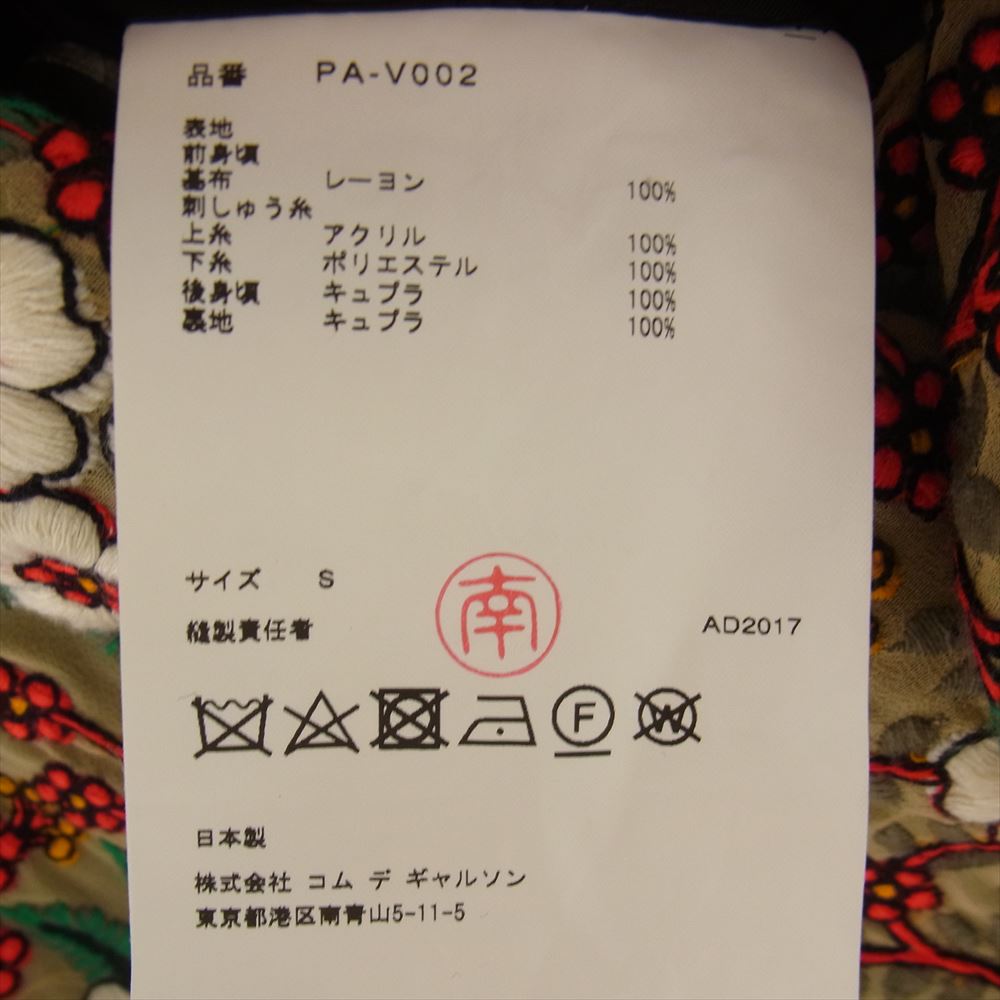 品番 PA-V002
表地
前身頃
基布 レーヨン 100%
刺しゅう糸
上糸 アクリル 100%
下糸 ポリエステル 100%
後身頃 キュプラ 100%
裏地 キュプラ 100%
サイズ S
縫製責任者 南 AD2017
F W
日本製
株式会社 コム デ ギャルソン
東京都港区南青山5-11-5